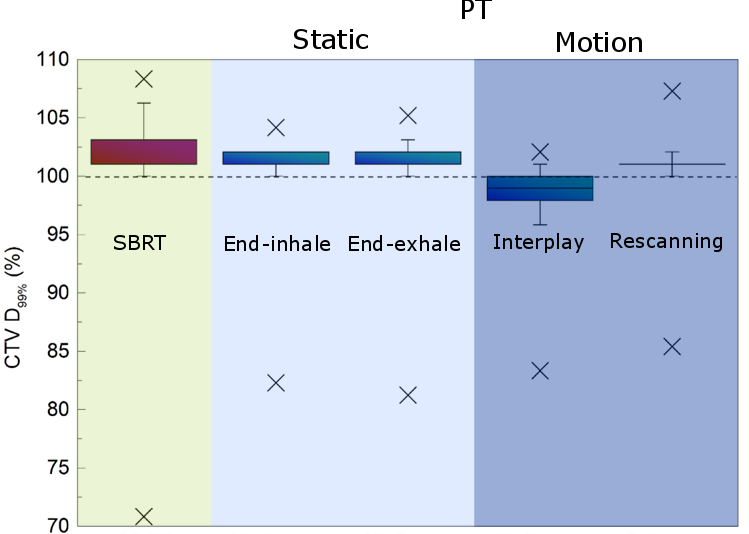 PT
Static
Motion
110
105
100
95
90
85
80
75
70
CTV D99% (%)
SBRT
End-inhale
End-exhale
Interplay
Rescanning